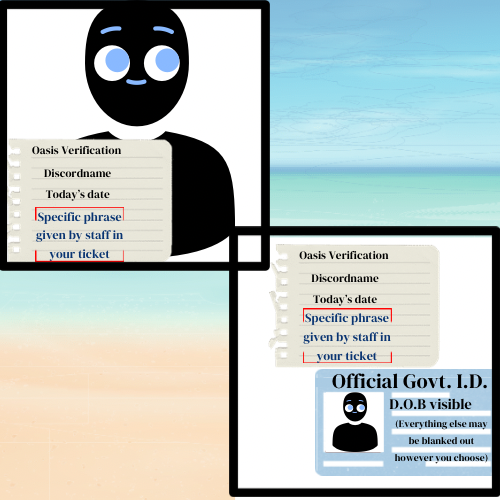 Oasis Verification
Discordname
Today's date
Specific phrase
given by staff in
your ticket
Oasis Verification
Discordname
Today's date
Specific phrase
given by staff in
your ticket
Official Govt. I.D.
D.O.B visible
(Everything else may
be blanked out
however you choose)